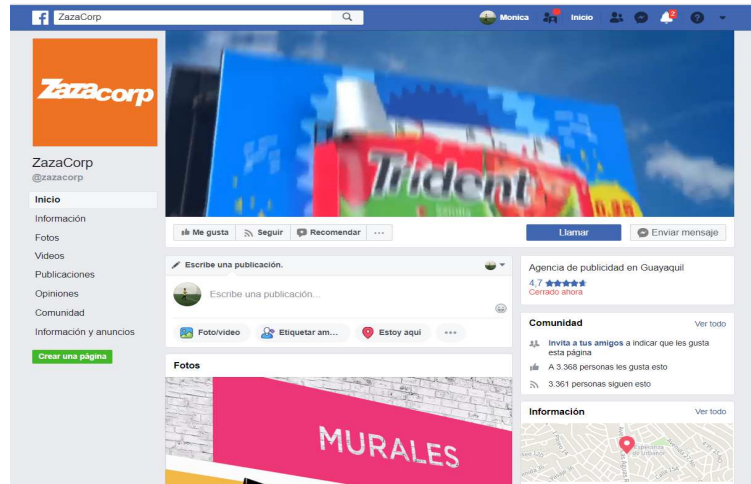 ZazaCorp
Monica
Inicio
2
Zazacorp
ZazaCorp
@zazacorp
Inicio
Información
Fotos
Videos
Publicaciones
Opiniones
Comunidad
Información y anuncios
Crear una página
Trident
Me gusta
Seguir
Recomendar
Llamar
Enviar mensaje
Escribe una publicación.
Escribe una publicación...
Foto/video
Etiquetar am...
Estoy aquí
Fotos
MURALES
Agencia de publicidad en Guayaquil
4,7
Cerrado ahora
Comunidad
Ver todo
Invita a tus amigos a indicar que les gusta
esta página
A 3.368 personas les gusta esto
3.361 personas siguen esto
Información
Ver todo